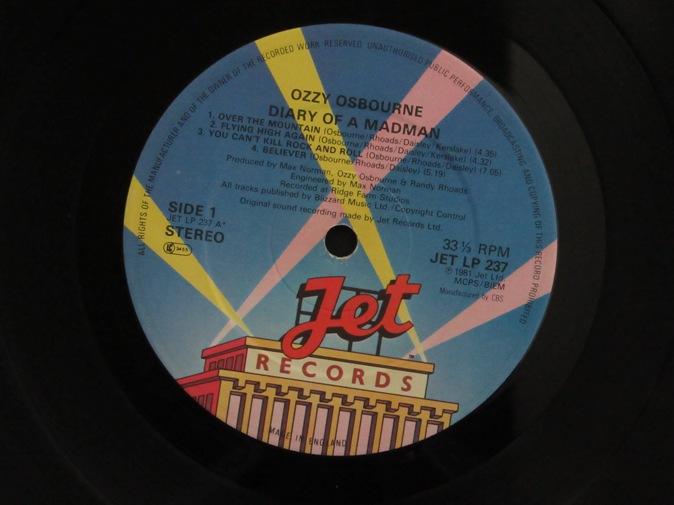 ALL RIGHTS OF THE MANUFACTURER AND OF THE OWNER OF THE RECORDED WORK RESERVED. UNAUTHORISED PUBLIC PERFORMANCE, BROADCASTING AND COPYING OF THIS RECORD PROHIBITED
OZZY OSBOURNE
DIARY OF A MADMAN
1. OVER THE MOUNTAIN (Osbourne/Rhoads/Daisley/Kerslake) (4.35)
2. FLYING HIGH AGAIN (Osbourne/Rhoads/Daisley/Kerslake) (4.32)
3. YOU CAN'T KILL ROCK AND ROLL (Osbourne/Rhoads/Daisley) (7.05)
4. BELIEVER (Osbourne/Rhoads/Daisley) (5.19)
Produced by Max Norman, Ozzy Osbourne & Randy Rhoads
Engineered by Max Norman
Recorded at Ridge Farm Studios
All tracks published by Blizzard Music Ltd./Copyright Control
Original sound recording made by Jet Records Ltd.
SIDE 1
JET LP 237 A*
STEREO
33⅓ RPM
JET LP 237
℗ 1981 Jet Ltd.
MCPS/BIEM
Manufactured by CBS
Jet
RECORDS
MADE IN ENGLAND